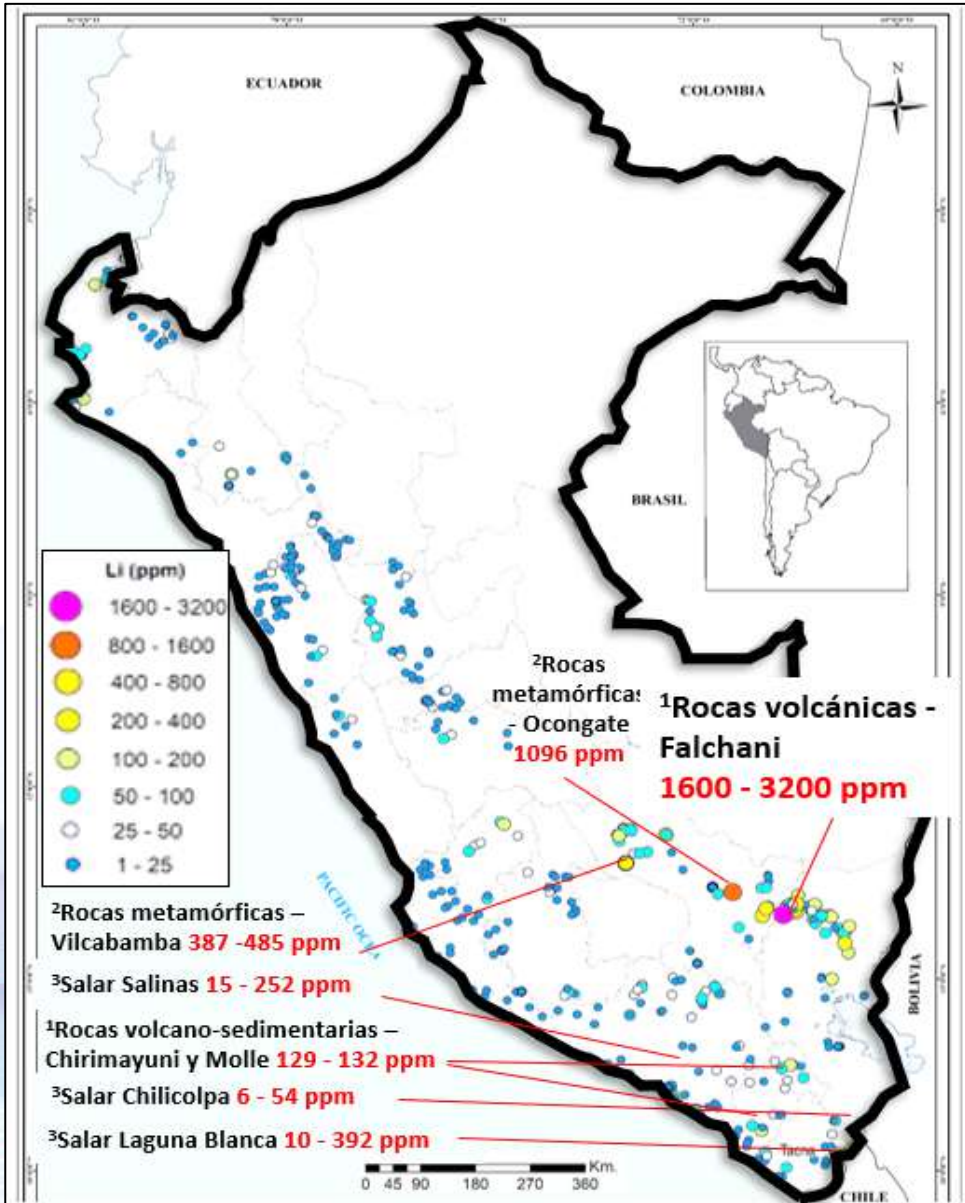 ECUADOR
COLOMBIA
N
BRASIL
Li (ppm)
1600 - 3200
800 - 1600
400 - 800
200 - 400
100 - 200
50 - 100
25 - 50
1 - 25
²Rocas
metamórficas
- Ocongate
1096 ppm
¹Rocas volcánicas -
Falchani
1600 - 3200 ppm
PACIFIC
²Rocas metamórficas –
Vilcabamba 387 -485 ppm
³Salar Salinas 15 - 252 ppm
¹Rocas volcano-sedimentarias –
Chirimayuni y Molle 129 - 132 ppm
³Salar Chilicolpa 6 - 54 ppm
³Salar Laguna Blanca 10 - 392 ppm
BOLIVIA
Tacna
0 45 90 180 270 360 Km.
CHILE